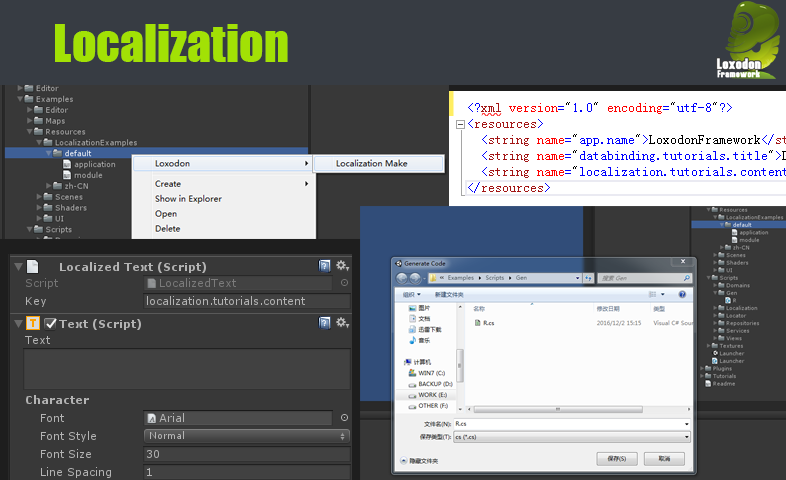 Localization
Loxodon
Framework
Editor
Examples
Editor
Maps
Resources
LocalizationExamples
default
application
module
zh-CN
Scenes
Shaders
UI
Scripts
Loxodon
Localization Make
Create
Show in Explorer
Open
Delete
<?xml version="1.0" encoding="utf-8"?>
<resources>
<string name="app.name">LoxodonFramework</st
<string name="databinding.tutorials.title">D
<string name="localization.tutorials.content
</resources>
Localized Text (Script)
Script
LocalizedText
Key
localization.tutorials.content
Text (Script)
Text
Character
Font
Arial
Font Style
Normal
Font Size
30
Line Spacing
1
Generate Code
Examples
Scripts
Gen
搜索 Gen
组织
新建文件夹
图片
文档
迅雷下载
音乐
计算机
WIN7 (C:)
BACKUP (D:)
WORK (E:)
OTHER (F:)
名称
修改日期
类型
R.cs
2016/12/2 15:15
Visual C# Sour
文件名(N):
R.cs
保存类型(T):
cs (*.cs)
隐藏文件夹
保存(S)
取消
Resources
LocalizationExamples
default
application
module
zh-CN
Scenes
Shaders
UI
Scripts
Domains
Gen
R
Localization
Locator
Repositories
Services
Views
Textures
Launcher
Launcher
Plugins
Tutorials
Readme